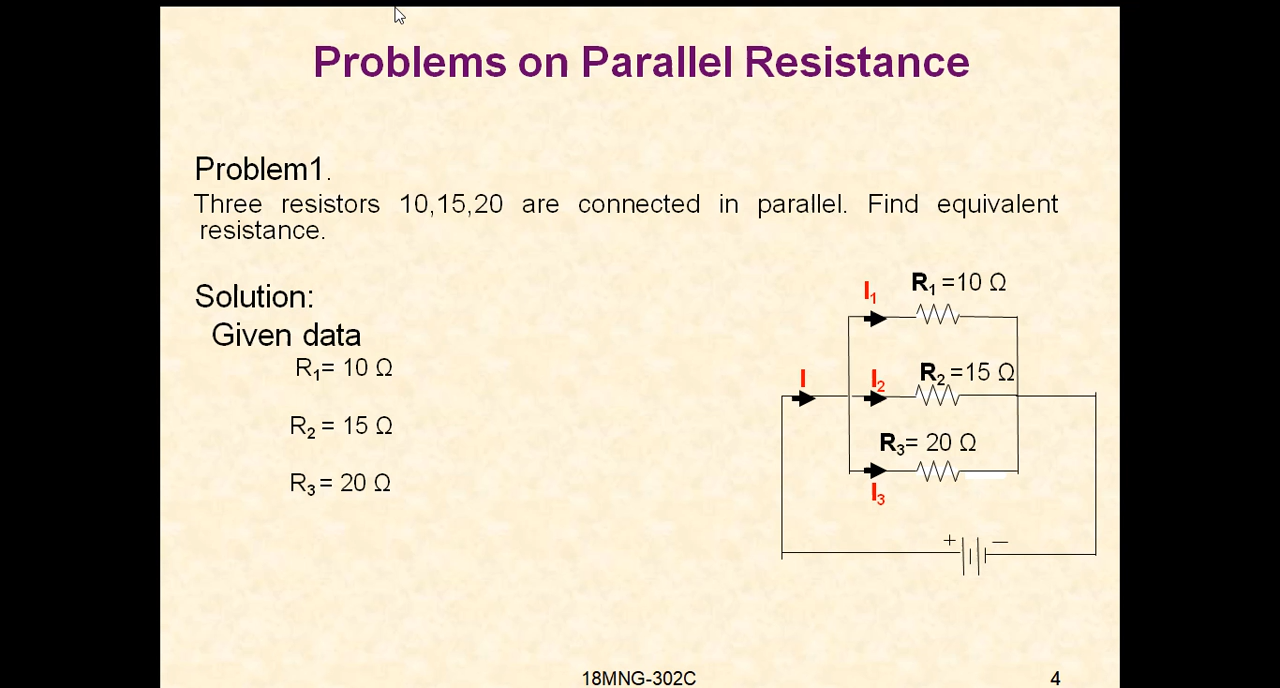 Problems on Parallel Resistance
Problem1.
Three resistors 10,15,20 are connected in parallel. Find equivalent
resistance.
Solution:
Given data
R₁= 10 Ω
R₂ = 15 Ω
R₃ = 20 Ω
I₁
R₁ =10 Ω
I
I₂
R₂ =15 Ω
R₃= 20 Ω
I₃
+ —
18MNG-302C
4